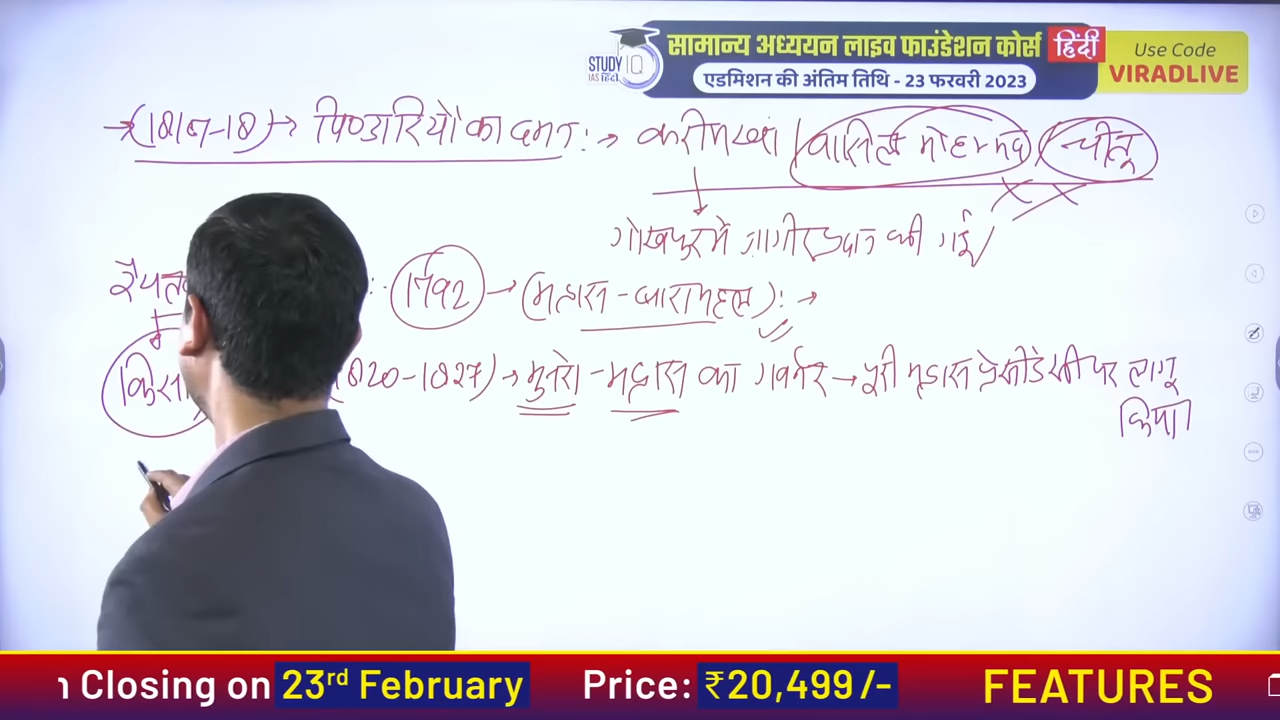 सामान्य अध्ययन लाइव फाउंडेशन कोर्स हिंदी
STUDY IQ
IAS हिंदी
एडमिशन की अंतिम तिथि - 23 फरवरी 2023
Use Code
VIRADLIVE
→ (1817-18) → पिण्डारियों का दमन :→ करीम खां / वासिल मोहम्मद चीतू
गोरखपुर में जागीर प्रदान की गई /
रैयत : 1792 → (मद्रास - बारामहल) :→
किसा (1820-1827) → मुनरो - मद्रास का गवर्नर → पूरी मद्रास प्रेसीडेन्सी पर लागू
किया
Closing on 23rd February Price: ₹20,499/- FEATURES